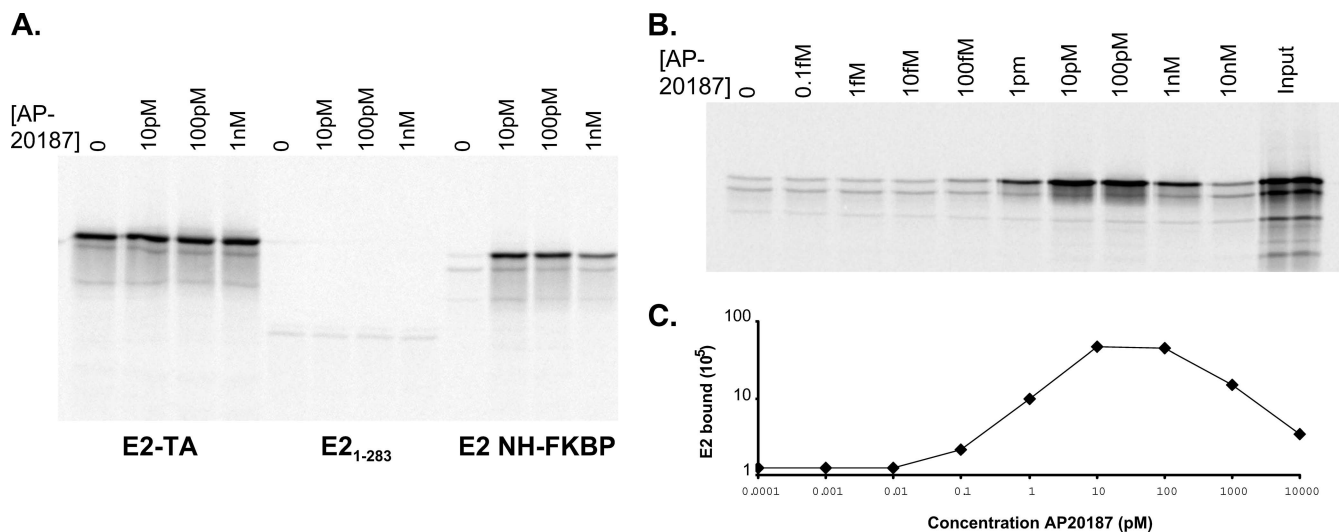 A.
[AP-
20187]
0
10pM
100pM
1nM
0
10pM
100pM
1nM
0
10pM
100pM
1nM
E2-TA
E2₁₋₂₈₃
E2 NH-FKBP
B.
[AP-
20187]
0
0.1fM
1fM
10fM
100fM
1pm
10pM
100pM
1nM
10nM
Input
C.
E2 bound (10⁵)
100
10
1
0.0001
0.001
0.01
0.1
1
10
100
1000
10000
Concentration AP20187 (pM)